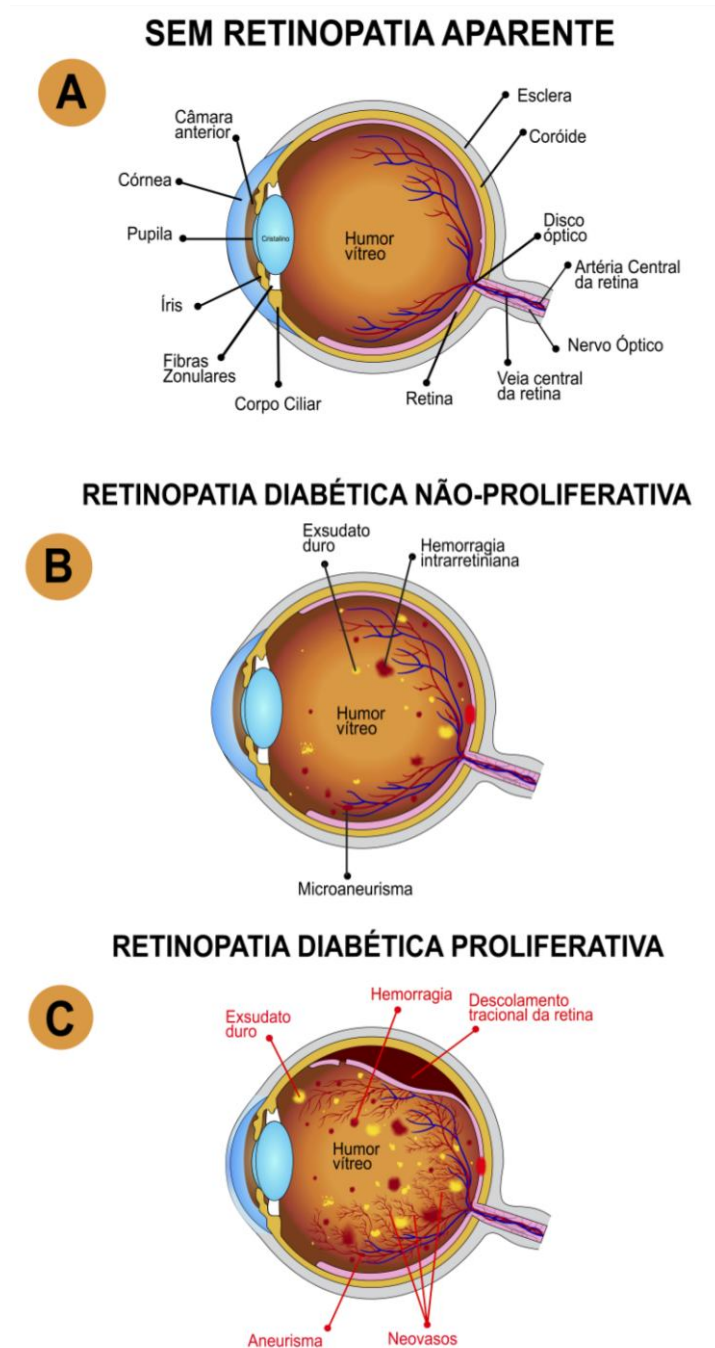 SEM RETINOPATIA APARENTE
A
Câmara
anterior
Córnea
Pupila
Íris
Fibras
Zonulares
Corpo Ciliar
Cristalino
Humor
vítreo
Esclera
Coróide
Disco
óptico
Artéria Central
da retina
Nervo Óptico
Veia central
da retina
Retina
RETINOPATIA DIABÉTICA NÃO-PROLIFERATIVA
B
Exsudato
duro
Hemorragia
intrarretiniana
Humor
vítreo
Microaneurisma
RETINOPATIA DIABÉTICA PROLIFERATIVA
C
Exsudato
duro
Hemorragia
Descolamento
tracional da retina
Humor
vítreo
Aneurisma
Neovasos